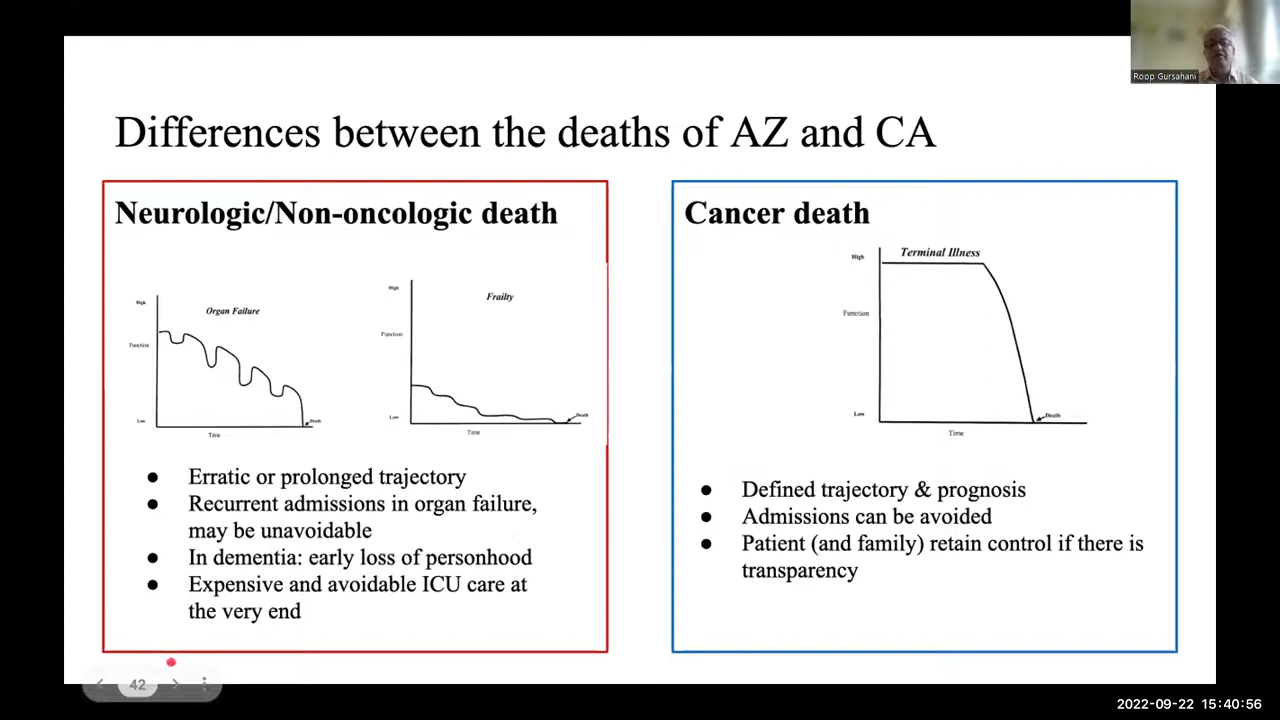 Roop Gursahani
Differences between the deaths of AZ and CA
Neurologic/Non-oncologic death
High
Organ Failure
Function
Low
Death
Time
High
Frailty
Function
Low
Death
Time
● Erratic or prolonged trajectory
● Recurrent admissions in organ failure,
may be unavoidable
● In dementia: early loss of personhood
● Expensive and avoidable ICU care at
the very end
Cancer death
High
Terminal Illness
Function
Low
Death
Time
● Defined trajectory & prognosis
● Admissions can be avoided
● Patient (and family) retain control if there is
transparency
42
2022-09-22 15:40:56